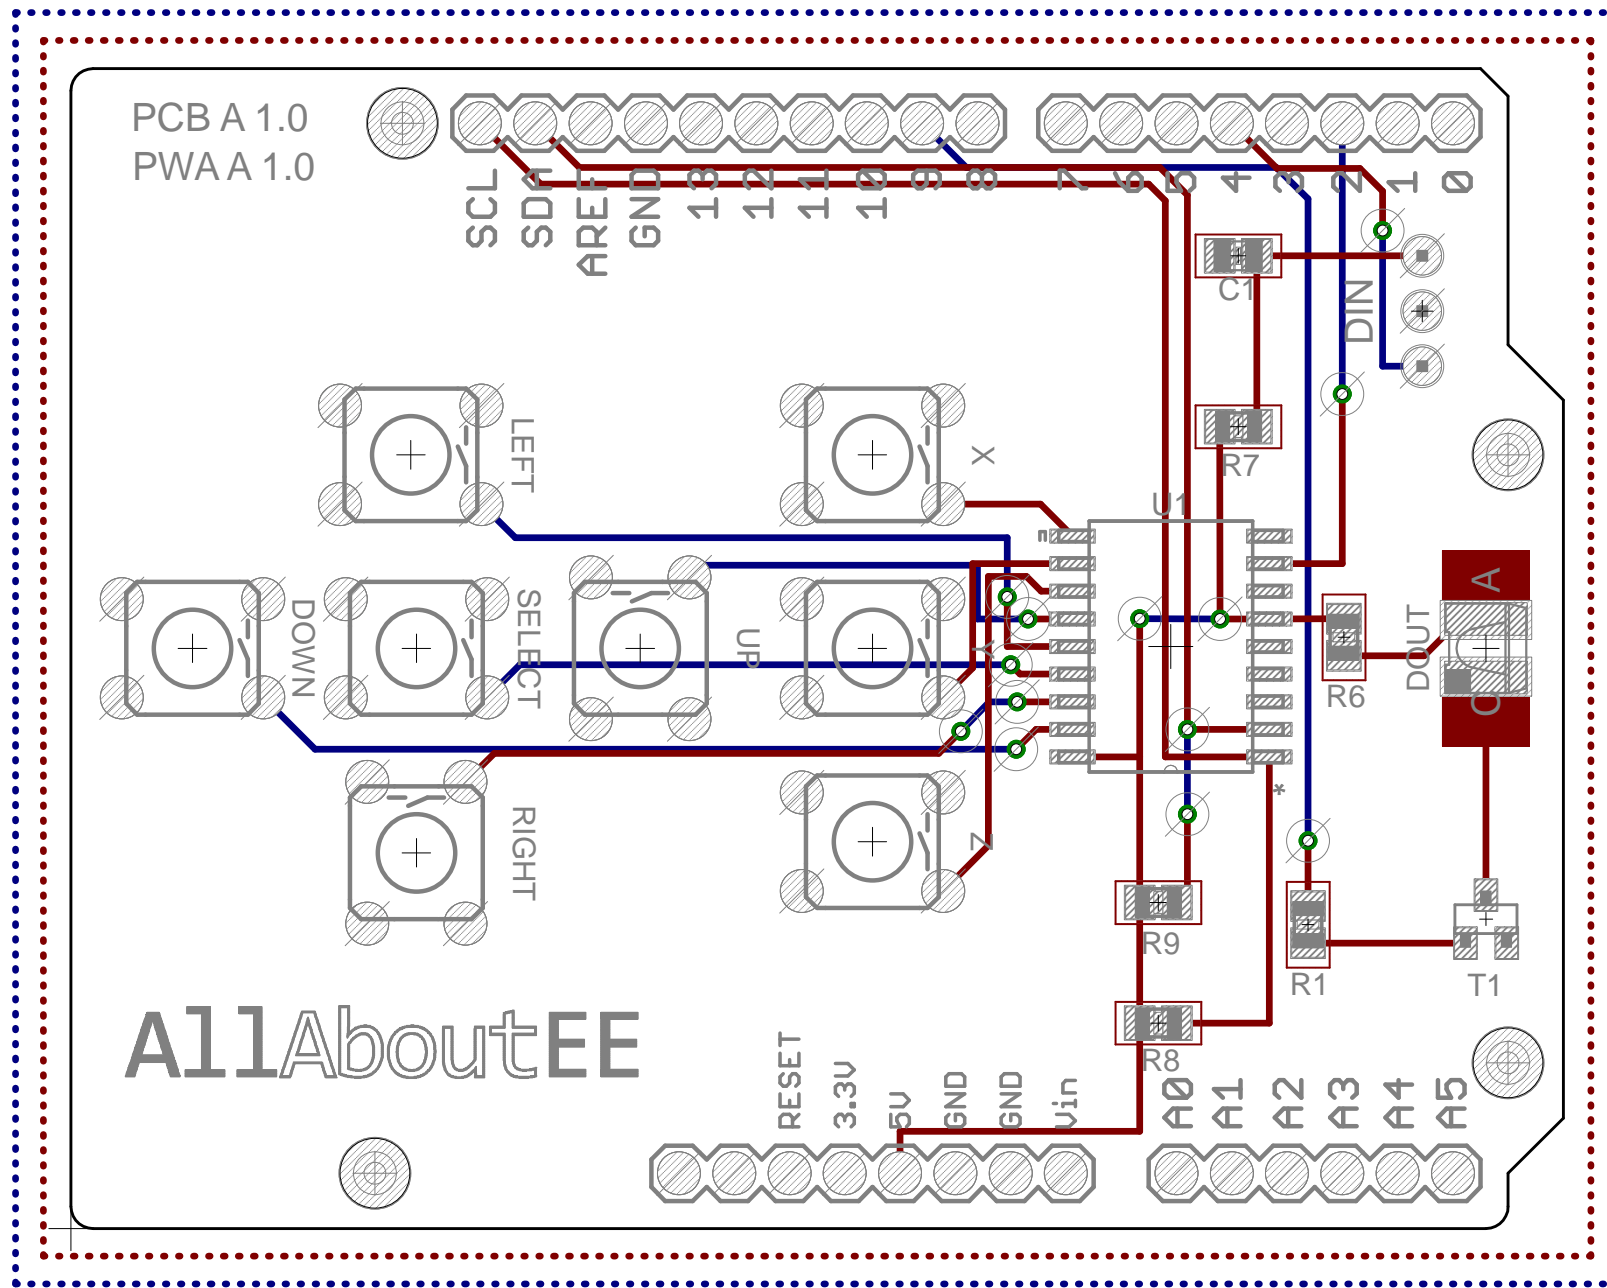 PCB A 1.0
PWA A 1.0
SCL
SDA
AREF
GND
13
12
11
10
9
8
7
6
5
4
3
2
1
0
C1
DIN
R7
LEFT
X
U1
DOWN
SELECT
UP
Y
A
DOUT
C
R6
*
RIGHT
Z
R9
R1
T1
R8
AllAboutEE
RESET
3.3V
5V
GND
GND
Vin
A0
A1
A2
A3
A4
A5